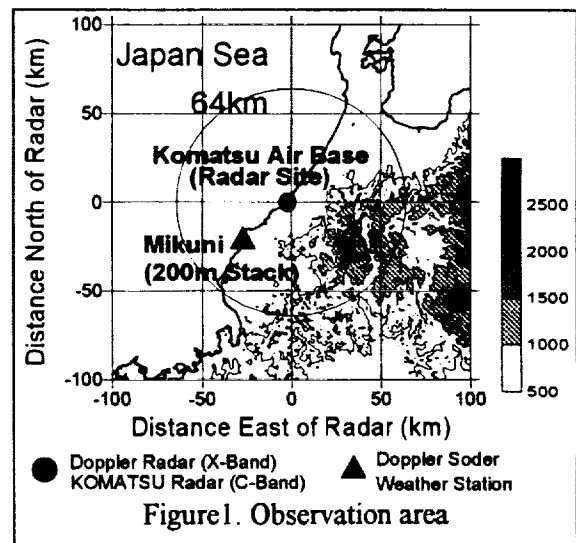 100
Japan Sea
64km
50
Komatsu Air Base
(Radar Site)
0
Mikuni
(200m Stack)
-50
-100
-100 -50 0 50 100
Distance North of Radar (km)
Distance East of Radar (km)
2500
2000
1500
1000
500
Doppler Radar (X-Band)
KOMATSU Radar (C-Band)
Doppler Soder
Weather Station
Figure1. Observation area